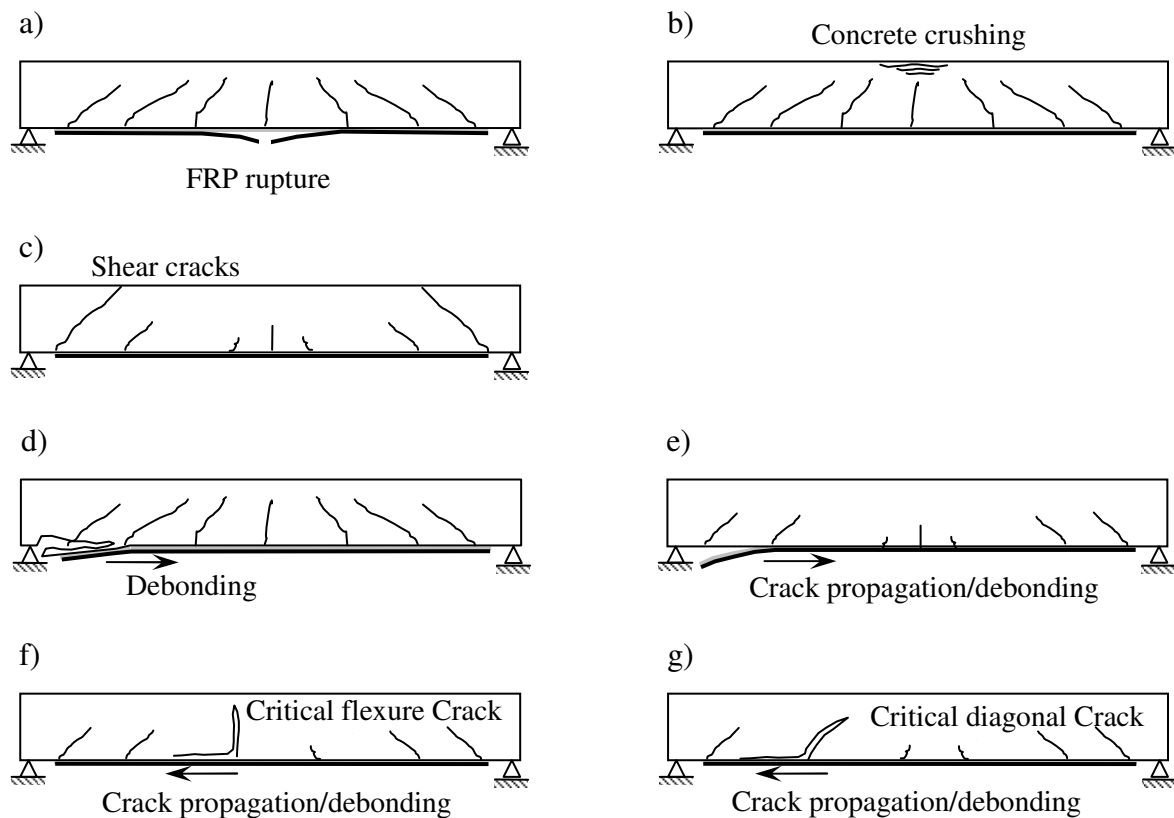 a)
b)
Concrete crushing
FRP rupture
c)
Shear cracks
d)
e)
Debonding
Crack propagation/debonding
f)
g)
Critical flexure Crack
Critical diagonal Crack
Crack propagation/debonding
Crack propagation/debonding